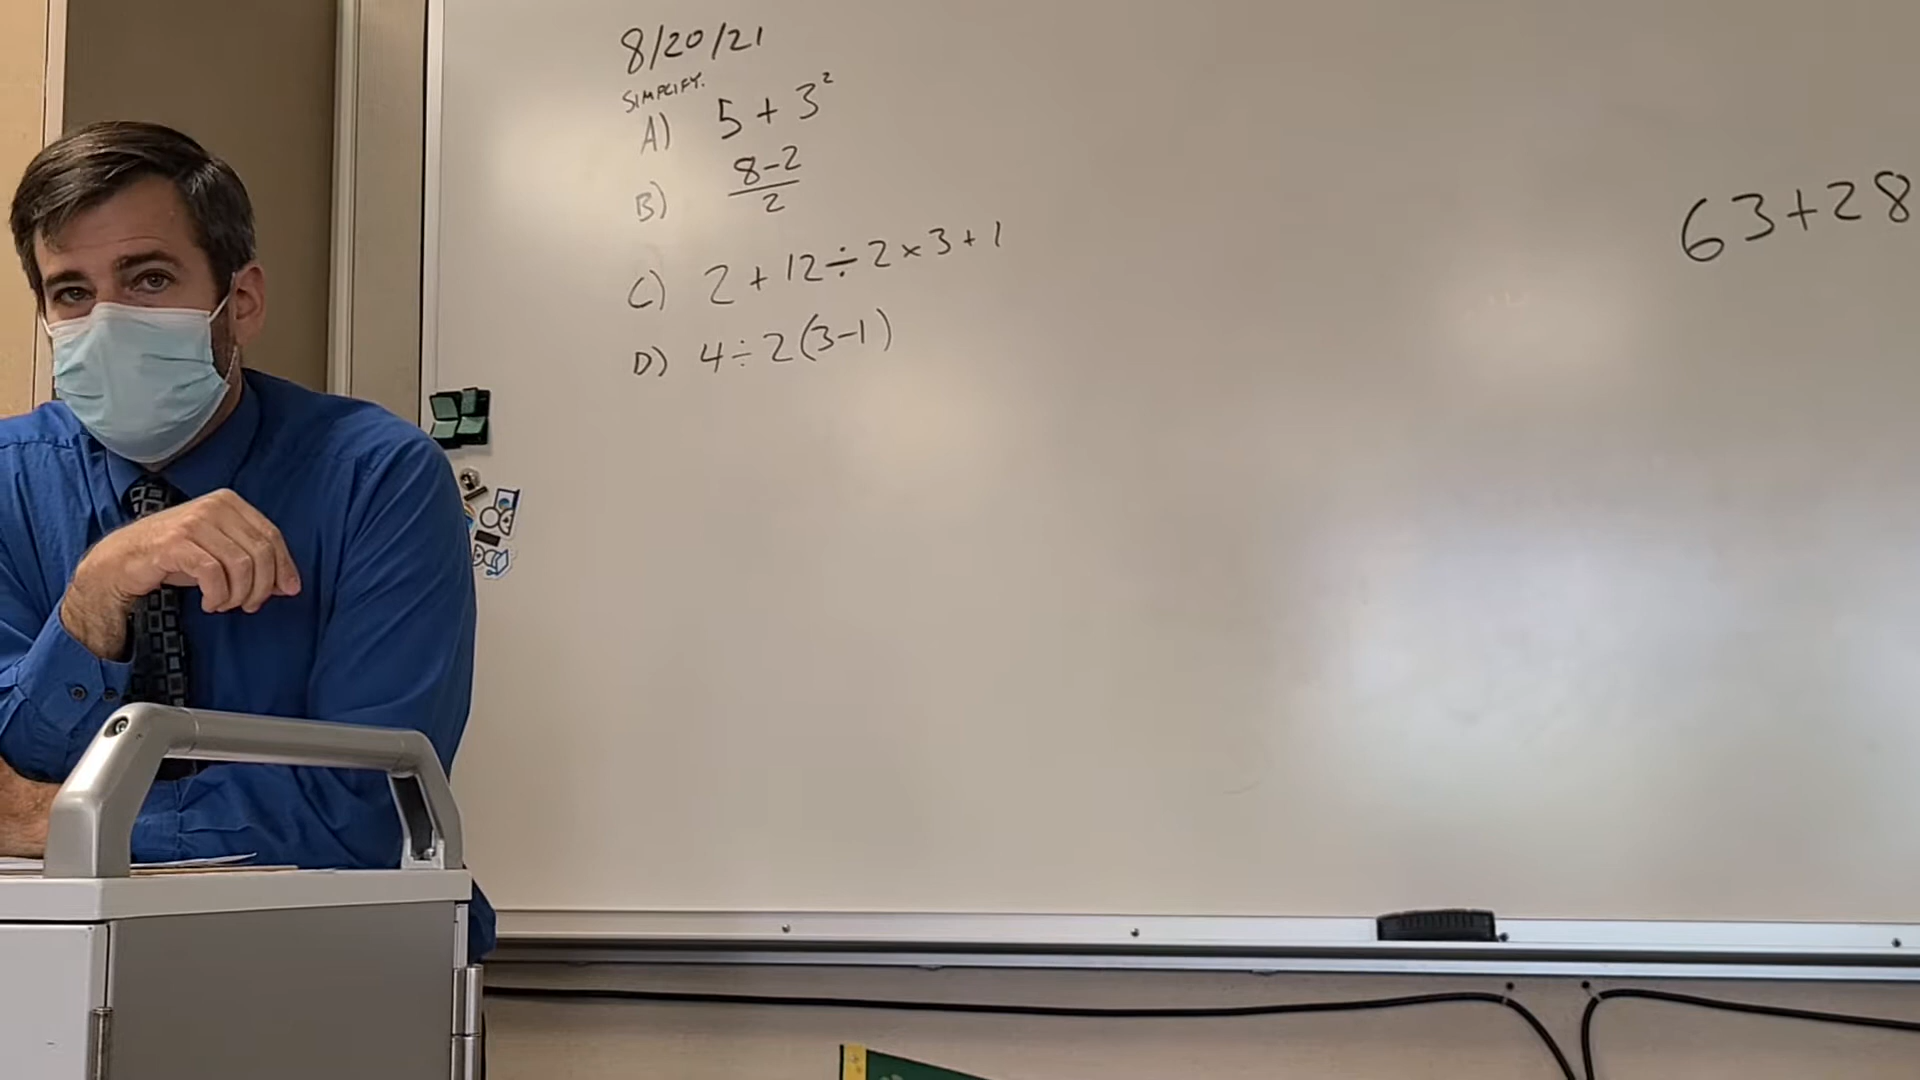 8/20/21
SIMPLIFY.
A) 5 + 3²
B) 8-2/2
C) 2 + 12 ÷ 2 × 3 + 1
D) 4 ÷ 2(3-1)
63+28